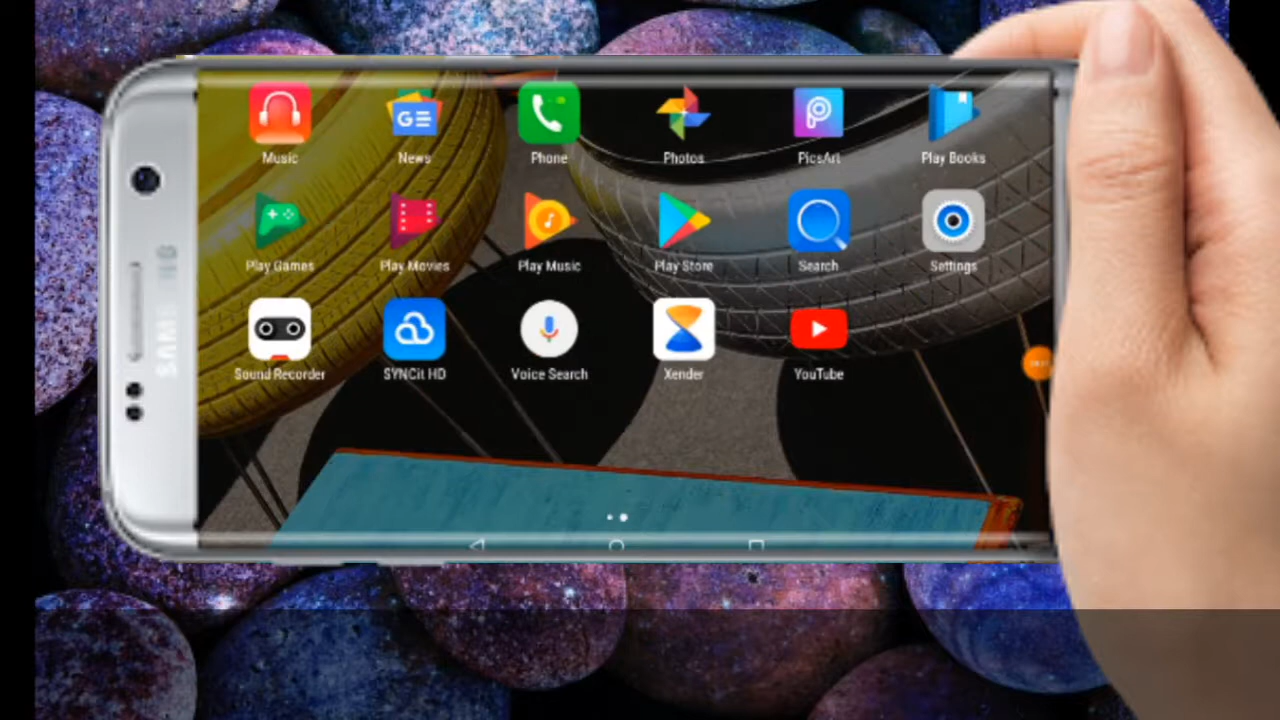 SAMSUNG
Music
News
Phone
Photos
PicsArt
Play Books
GE
Play Games
Play Movies
Play Music
Play Store
Search
Settings
Sound Recorder
SYNCit HD
Voice Search
Xender
YouTube